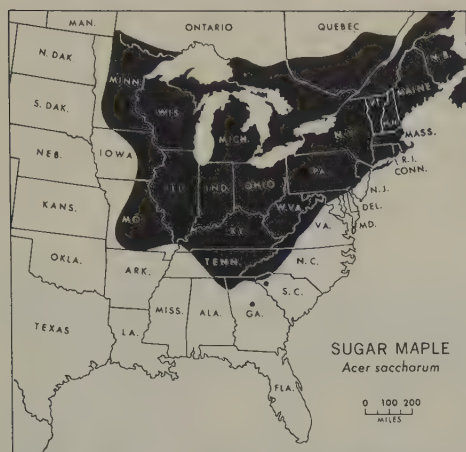 MAN.
ONTARIO
QUEBEC
N. DAK
MINN.
N.B.
MAINE
S. DAK.
WIS.
MICH.
VT.
N.H.
N.Y.
MASS.
R.I.
CONN.
NEB.
IOWA
PA.
N.J.
ILL.
IND.
OHIO
DEL.
MD.
W.VA.
VA.
KANS.
MO.
KY.
OKLA.
ARK.
TENN.
N.C.
S.C.
MISS.
ALA.
GA.
TEXAS
LA.
FLA.
SUGAR MAPLE
Acer saccharum
0 100 200
MILES